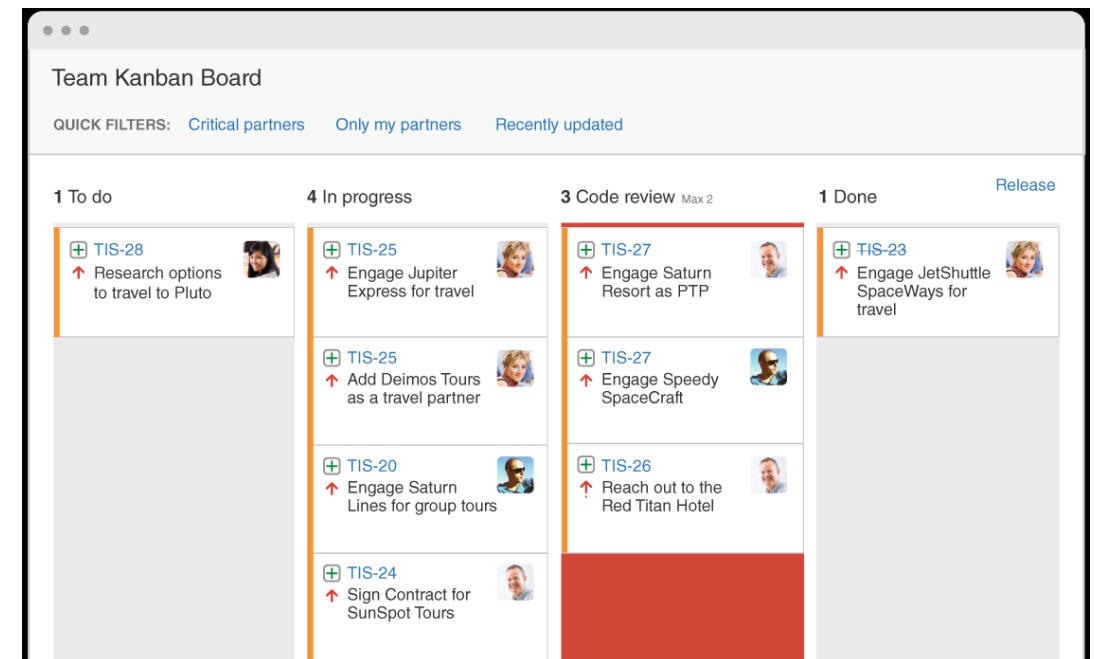 Team Kanban Board
QUICK FILTERS: Critical partners Only my partners Recently updated
Release
1 To do
TIS-28
Research options
to travel to Pluto
4 In progress
TIS-25
Engage Jupiter
Express for travel
TIS-25
Add Deimos Tours
as a travel partner
TIS-20
Engage Saturn
Lines for group tours
TIS-24
Sign Contract for
SunSpot Tours
3 Code review Max 2
TIS-27
Engage Saturn
Resort as PTP
TIS-27
Engage Speedy
SpaceCraft
TIS-26
Reach out to the
Red Titan Hotel
1 Done
TIS-23
Engage JetShuttle
SpaceWays for
travel